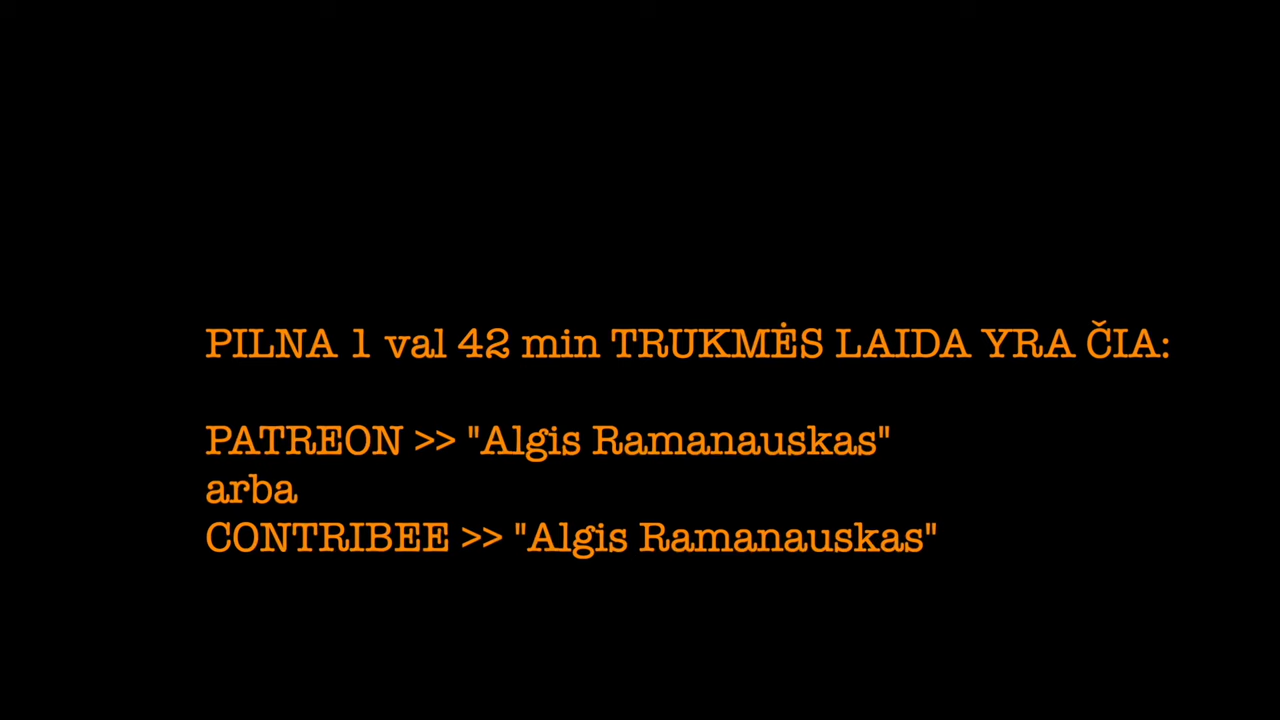 PILNA 1 val 42 min TRUKMĖS LAIDA YRA ČIA:
PATREON >> "Algis Ramanauskas"
arba
CONTRIBEE >> "Algis Ramanauskas"